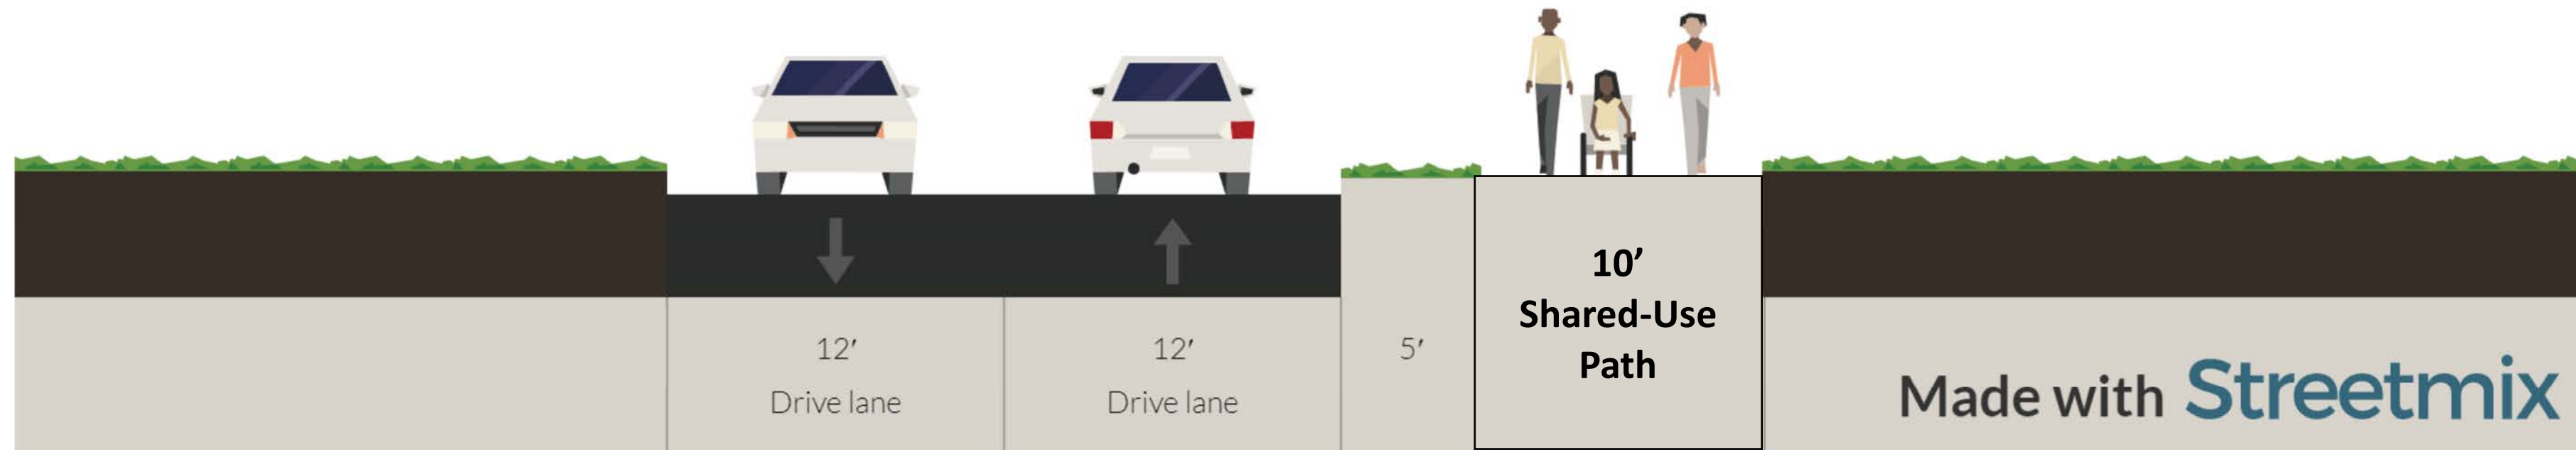 12′
Drive lane
12′
Drive lane
5′
10’
Shared-Use
Path
Made with Streetmix